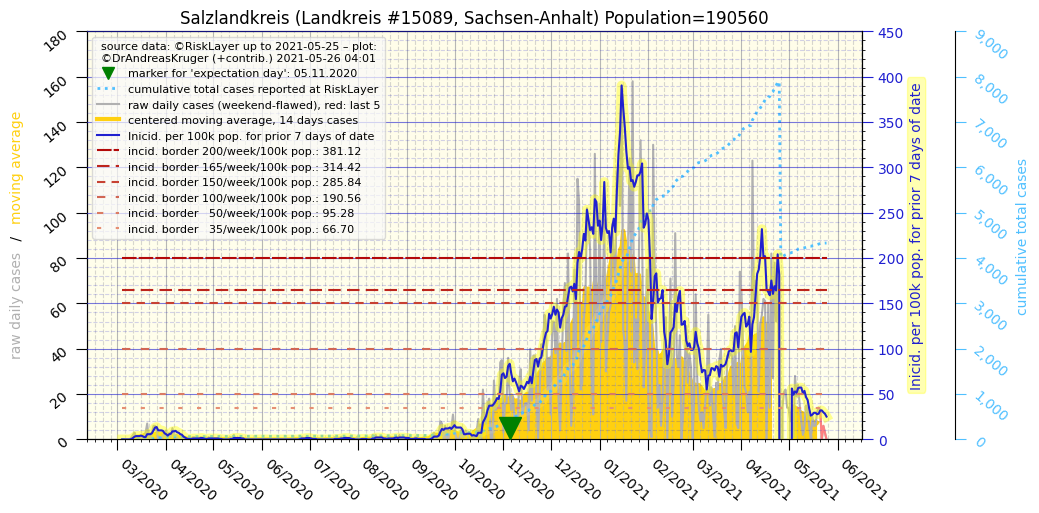 Salzlandkreis (Landkreis #15089, Sachsen-Anhalt) Population=190560
source data: ©RiskLayer up to 2021-05-25 – plot:
©DrAndreasKruger (+contrib.) 2021-05-26 04:01
marker for 'expectation day': 05.11.2020
cumulative total cases reported at RiskLayer
raw daily cases (weekend-flawed), red: last 5
centered moving average, 14 days cases
Inicid. per 100k pop. for prior 7 days of date
incid. border 200/week/100k pop.: 381.12
incid. border 165/week/100k pop.: 314.42
incid. border 150/week/100k pop.: 285.84
incid. border 100/week/100k pop.: 190.56
incid. border   50/week/100k pop.: 95.28
incid. border   35/week/100k pop.: 66.70
raw daily cases   /   moving average
180
160
140
120
100
80
60
40
20
0
03/2020
04/2020
05/2020
06/2020
07/2020
08/2020
09/2020
10/2020
11/2020
12/2020
01/2021
02/2021
03/2021
04/2021
05/2021
06/2021
450
400
350
300
250
200
150
100
50
0
Inicid. per 100k pop. for prior 7 days of date
9,000
8,000
7,000
6,000
5,000
4,000
3,000
2,000
1,000
0
cumulative total cases